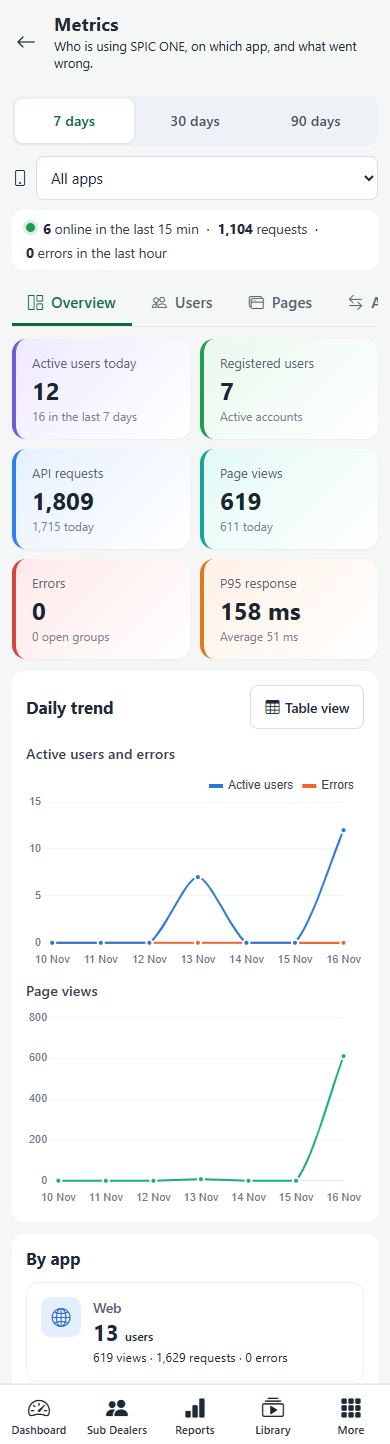 Metrics
Who is using SPIC ONE, on which app, and what went
wrong.
7 days
30 days
90 days
All apps
6 online in the last 15 min · 1,104 requests ·
0 errors in the last hour
Overview
Users
Pages
A
Active users today
12
16 in the last 7 days
Registered users
7
Active accounts
API requests
1,809
1,715 today
Page views
619
611 today
Errors
0
0 open groups
P95 response
158 ms
Average 51 ms
Daily trend
Table view
Active users and errors
Active users
Errors
15
10
5
0
10 Nov 11 Nov 12 Nov 13 Nov 14 Nov 15 Nov 16 Nov
Page views
800
600
400
200
0
10 Nov 11 Nov 12 Nov 13 Nov 14 Nov 15 Nov 16 Nov
By app
Web
13 users
619 views · 1,629 requests · 0 errors
Dashboard
Sub Dealers
Reports
Library
More